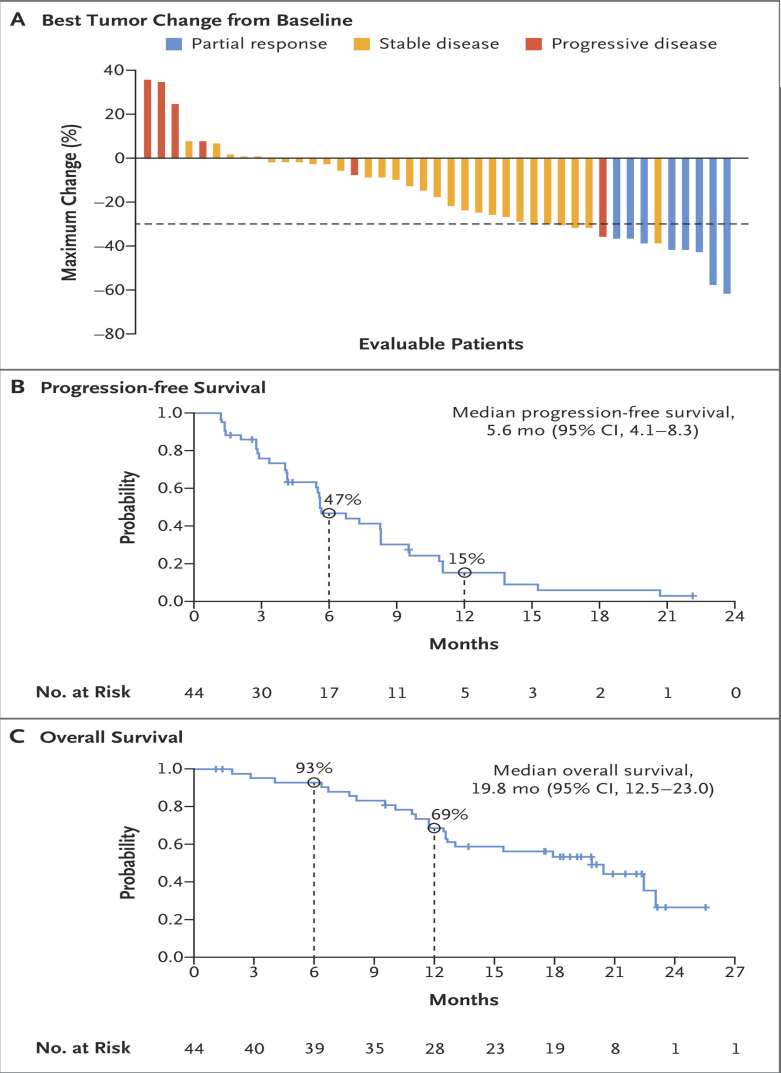 A Best Tumor Change from Baseline
Partial response Stable disease Progressive disease
40
20
0
–20
–40
–60
–80
Maximum Change (%)
Evaluable Patients
B Progression-free Survival
Median progression-free survival,
5.6 mo (95% CI, 4.1–8.3)
1.0
0.8
0.6
0.4
0.2
0.0
Probability
47%
15%
0 3 6 9 12 15 18 21 24
Months
No. at Risk 44 30 17 11 5 3 2 1 0
C Overall Survival
Median overall survival,
19.8 mo (95% CI, 12.5–23.0)
1.0
0.8
0.6
0.4
0.2
0.0
Probability
93%
69%
0 3 6 9 12 15 18 21 24 27
Months
No. at Risk 44 40 39 35 28 23 19 8 1 1